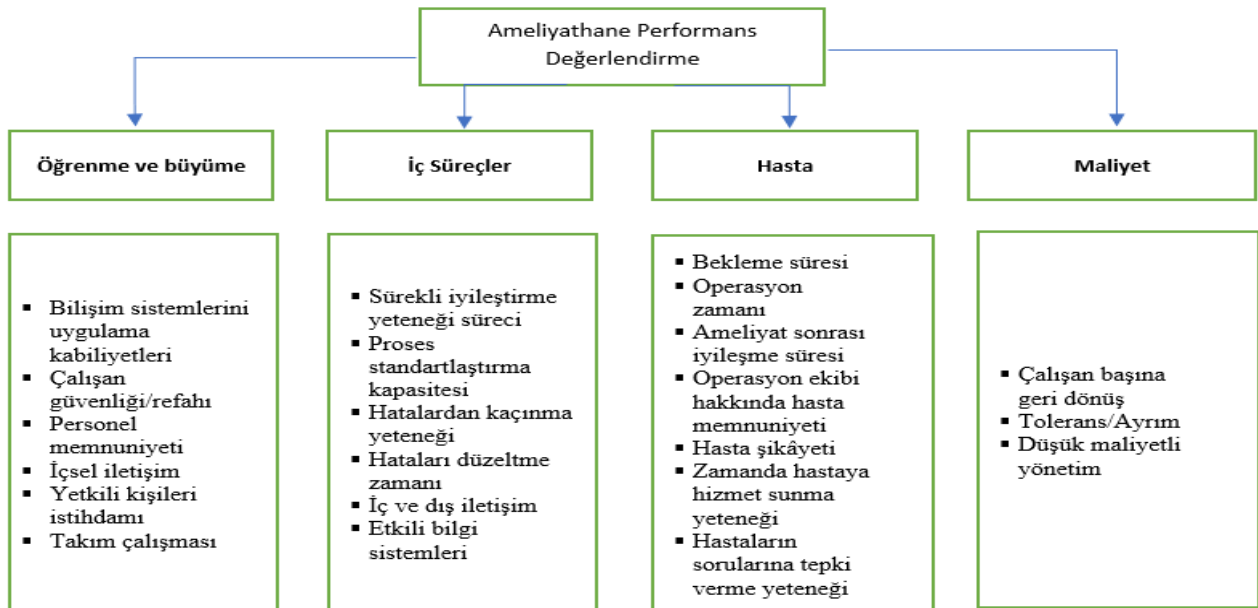 Ameliyathane Performans
Değerlendirme
Öğrenme ve büyüme
İç Süreçler
Hasta
Maliyet
▪ Bilişim sistemlerini
uygulama
kabiliyetleri
▪ Çalışan
güvenliği/refahı
▪ Personel
memnuniyeti
▪ İçsel iletişim
▪ Yetkili kişileri
istihdamı
▪ Takım çalışması
▪ Sürekli iyileştirme
yeteneği süreci
▪ Proses
standartlaştırma
kapasitesi
▪ Hatalardan kaçınma
yeteneği
▪ Hataları düzeltme
zamanı
▪ İç ve dış iletişim
▪ Etkili bilgi
sistemleri
▪ Bekleme süresi
▪ Operasyon
zamanı
▪ Ameliyat sonrası
iyileşme süresi
▪ Operasyon ekibi
hakkında hasta
memnuniyeti
▪ Hasta şikâyeti
▪ Zamanda hastaya
hizmet sunma
yeteneği
▪ Hastaların
sorularına tepki
verme yeteneği
▪ Çalışan başına
geri dönüş
▪ Tolerans/Ayrım
▪ Düşük maliyetli
yönetim